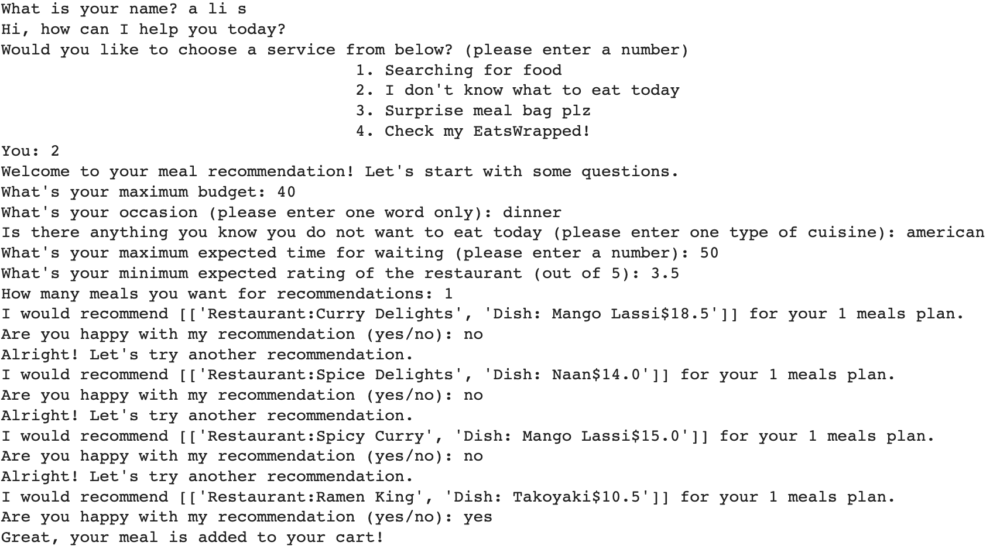 What is your name? a li s
Hi, how can I help you today?
Would you like to choose a service from below? (please enter a number)
1. Searching for food
2. I don't know what to eat today
3. Surprise meal bag plz
4. Check my EatsWrapped!
You: 2
Welcome to your meal recommendation! Let's start with some questions.
What's your maximum budget: 40
What's your occasion (please enter one word only): dinner
Is there anything you know you do not want to eat today (please enter one type of cuisine): american
What's your maximum expected time for waiting (please enter a number): 50
What's your minimum expected rating of the restaurant (out of 5): 3.5
How many meals you want for recommendations: 1
I would recommend [['Restaurant:Curry Delights', 'Dish: Mango Lassi$18.5']] for your 1 meals plan.
Are you happy with my recommendation (yes/no): no
Alright! Let's try another recommendation.
I would recommend [['Restaurant:Spice Delights', 'Dish: Naan$14.0']] for your 1 meals plan.
Are you happy with my recommendation (yes/no): no
Alright! Let's try another recommendation.
I would recommend [['Restaurant:Spicy Curry', 'Dish: Mango Lassi$15.0']] for your 1 meals plan.
Are you happy with my recommendation (yes/no): no
Alright! Let's try another recommendation.
I would recommend [['Restaurant:Ramen King', 'Dish: Takoyaki$10.5']] for your 1 meals plan.
Are you happy with my recommendation (yes/no): yes
Great, your meal is added to your cart!